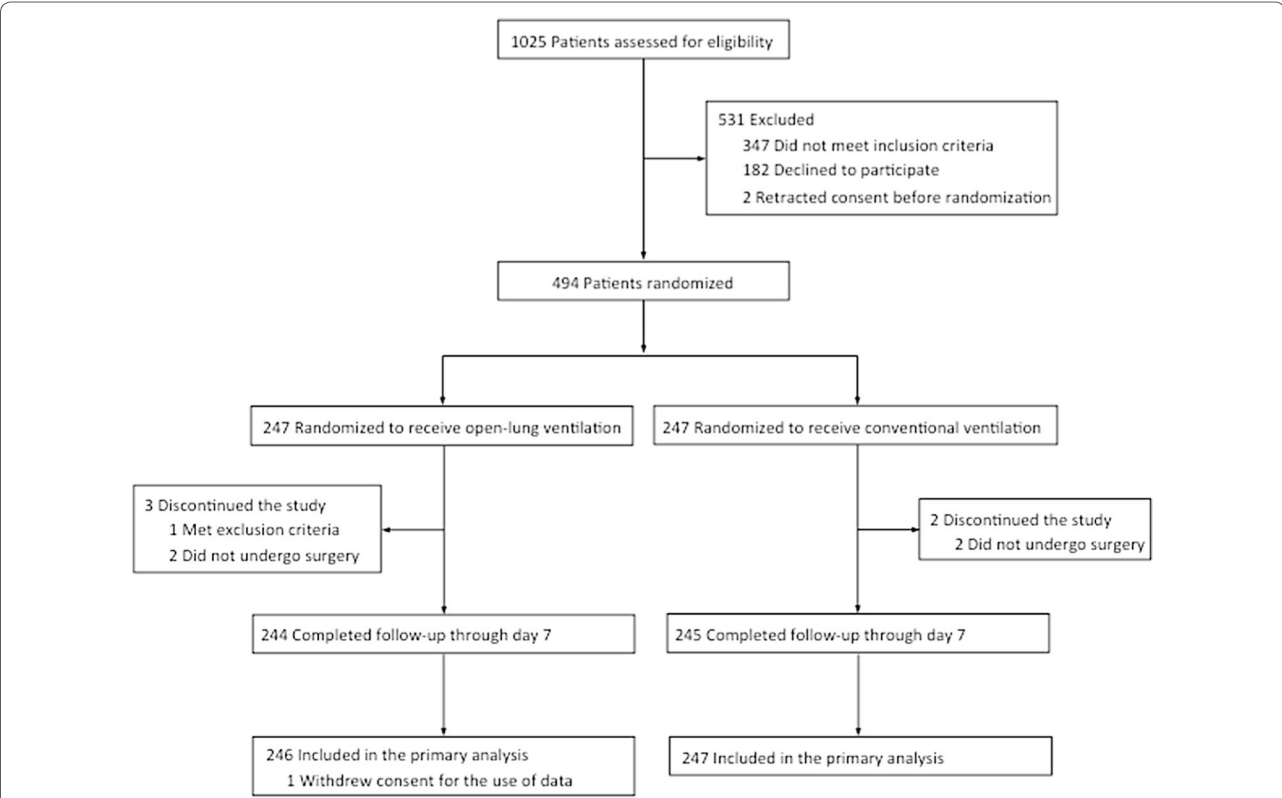 1025 Patients assessed for eligibility
531 Excluded
347 Did not meet inclusion criteria
182 Declined to participate
2 Retracted consent before randomization
494 Patients randomized
247 Randomized to receive open-lung ventilation
247 Randomized to receive conventional ventilation
3 Discontinued the study
1 Met exclusion criteria
2 Did not undergo surgery
2 Discontinued the study
2 Did not undergo surgery
244 Completed follow-up through day 7
245 Completed follow-up through day 7
246 Included in the primary analysis
1 Withdrew consent for the use of data
247 Included in the primary analysis